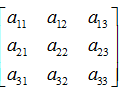 a₁₁ a₁₂ a₁₃
a₂₁ a₂₂ a₂₃
a₃₁ a₃₂ a₃₃